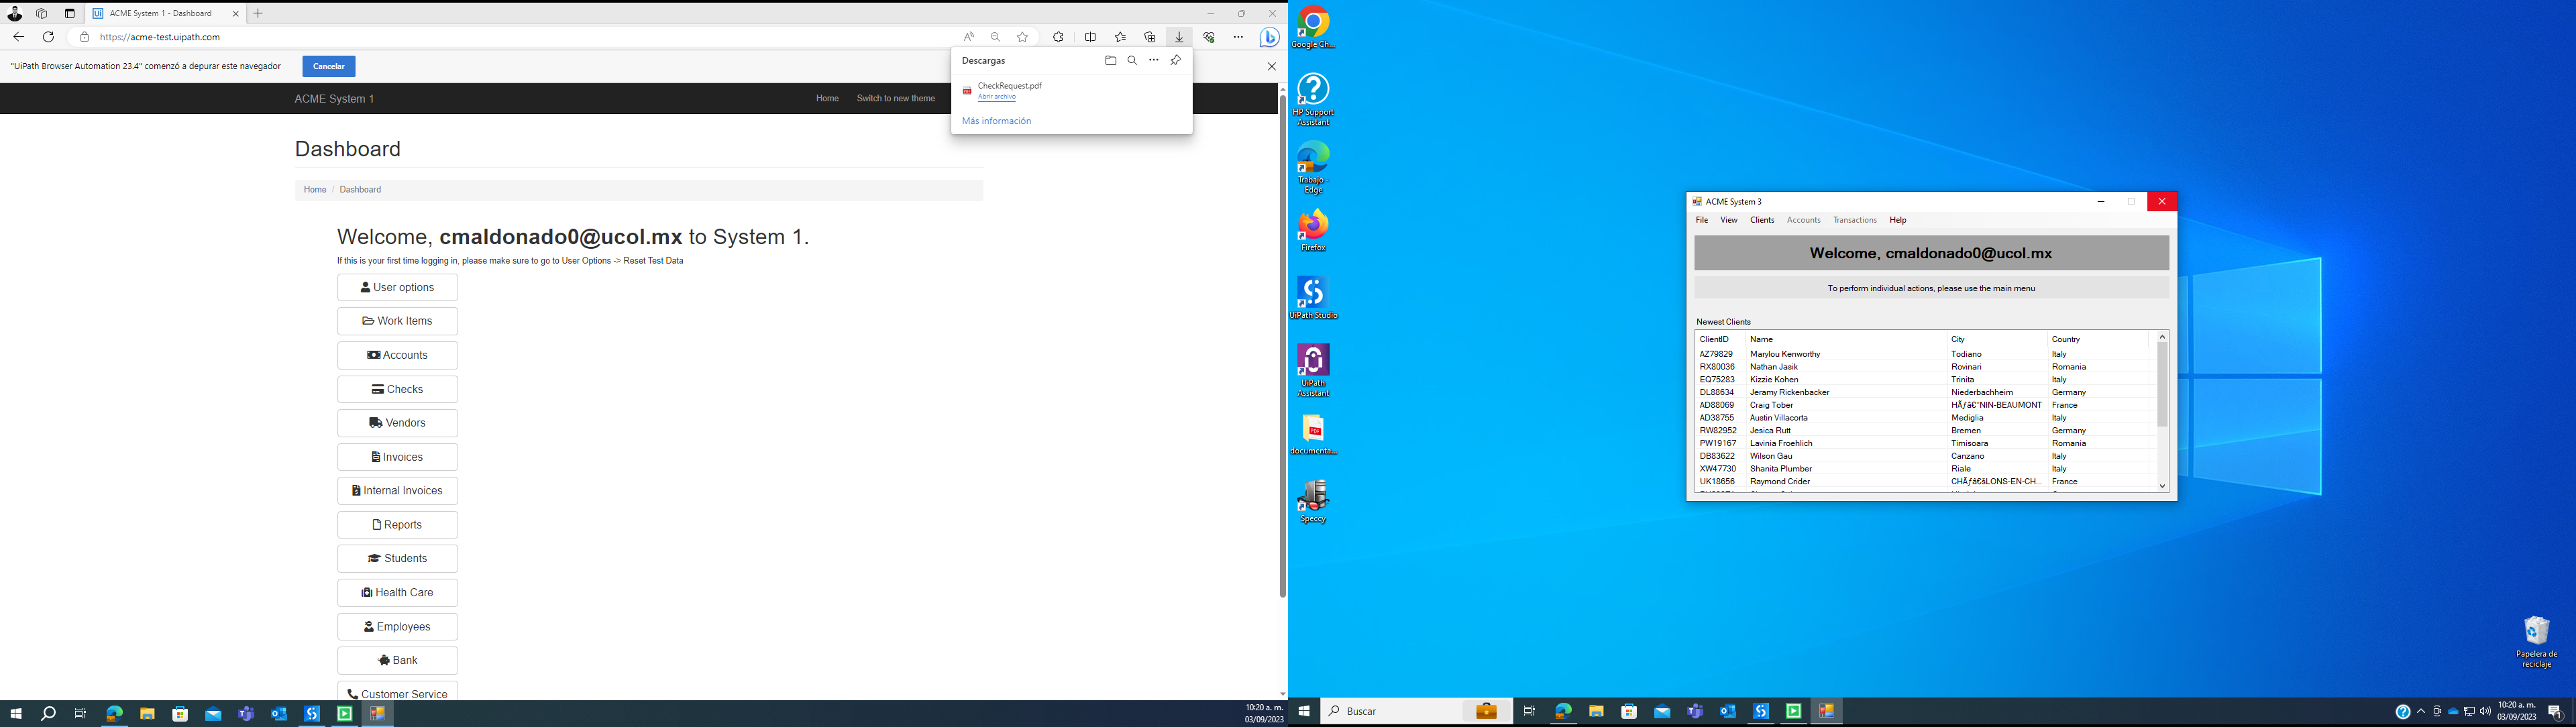 ACME System 1 - Dashboard
https://acme-test.uipath.com
"UiPath Browser Automation 23.4" comenzó a depurar este navegador
Cancelar
Descargas
CheckRequest.pdf
Abrir archivo
Más información
ACME System 1
Home
Switch to new theme
Dashboard
Home / Dashboard
Welcome, cmaldonado0@ucol.mx to System 1.
If this is your first time logging in, please make sure to go to User Options -> Reset Test Data
User options
Work Items
Accounts
Checks
Vendors
Invoices
Internal Invoices
Reports
Students
Health Care
Employees
Bank
Customer Service
10:20 a. m.
03/09/2023
Google Ch...
HP Support Assistant
Trabajo - Edge
Firefox
UiPath Studio
UiPath Assistant
documenta...
Speccy
ACME System 3
File View Clients Accounts Transactions Help
Welcome, cmaldonado0@ucol.mx
To perform individual actions, please use the main menu
Newest Clients
ClientID Name City Country
AZ79829 Marylou Kenworthy Todiano Italy
RX80036 Nathan Jasik Rovinari Romania
EQ75283 Kizzie Kohen Trinita Italy
DL88634 Jeramy Rickenbacker Niederbachheim Germany
AD88069 Craig Tober HÃƒâ€°NIN-BEAUMONT France
AD38755 Austin Villacorta Mediglia Italy
RW82952 Jesica Rutt Bremen Germany
PW19167 Lavinia Froehlich Timisoara Romania
DB83622 Wilson Gau Canzano Italy
XW47730 Shanita Plumber Riale Italy
UK18656 Raymond Crider CHÃƒâ€šLONS-EN-CH... France
Papelera de reciclaje
Buscar
10:20 a. m.
03/09/2023